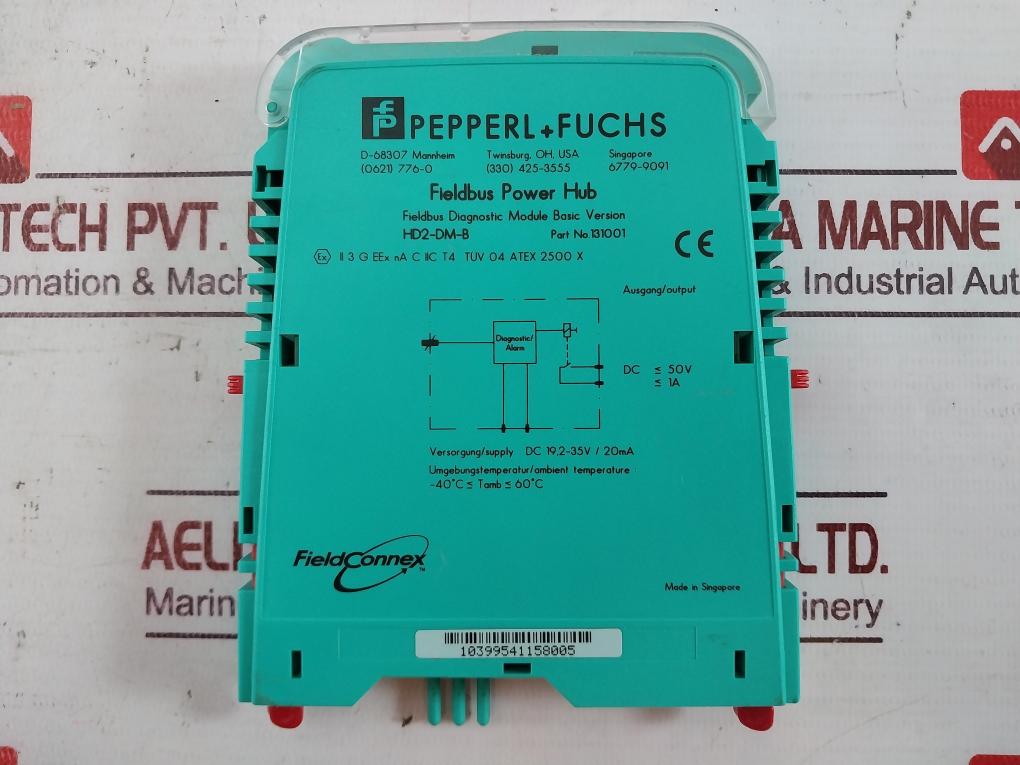 PEPPERL+FUCHS
D-68307 Mannheim Twinsburg, OH, USA Singapore
(0621) 776-0 (330) 425-3555 6779-9091
Fieldbus Power Hub
Fieldbus Diagnostic Module Basic Version
HD2-DM-B Part No.131001
CE
Ex II 3 G EEx nA C IIC T4 TUV 04 ATEX 2500 X
Ausgang/output
Diagnostic/
Alarm
DC ≤ 50V
≤ 1A
Versorgung/supply DC 19,2-35V / 20mA
Umgebungstemperatur/ambient temperature :
-40°C ≤ Tamb ≤ 60°C
FieldConnex™
Made in Singapore
10399541158005
TECH PVT. A MARINE
omation & Mach & Industrial Aut
AEL LTD.
Marin inery